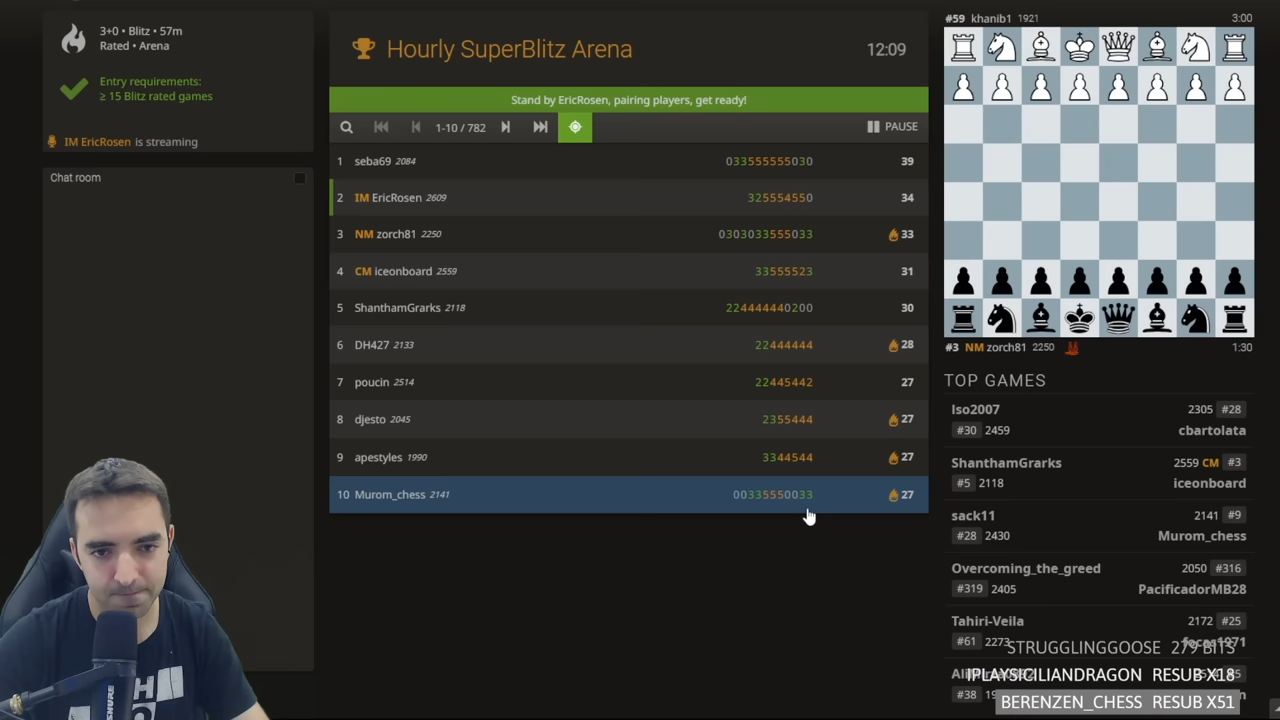 3+0 • Blitz • 57m
Rated • Arena
Entry requirements:
≥ 15 Blitz rated games
IM EricRosen is streaming
Chat room
Hourly SuperBlitz Arena
12:09
Stand by EricRosen, pairing players, get ready!
1-10 / 782
PAUSE
1 seba69 2084 033555555030 39
2 IM EricRosen 2609 325554550 34
3 NM zorch81 2250 0303033555033 33
4 CM iceonboard 2559 33555523 31
5 ShanthamGrarks 2118 224444440200 30
6 DH427 2133 22444444 28
7 poucin 2514 22445442 27
8 djesto 2045 2355444 27
9 apestyles 1990 3344544 27
10 Murom_chess 2141 00335550033 27
#59 khanib1 1921 3:00
#3 NM zorch81 2250 1:30
TOP GAMES
Iso2007 2305 #28
#30 2459 cbartolata
ShanthamGrarks 2559 CM #3
#5 2118 iceonboard
sack11 2141 #9
#28 2430 Murom_chess
Overcoming_the_greed 2050 #316
#319 2405 PacificadorMB28
Tahiri-Veila 2172 #25
#61 2273
STRUGGLINGGOOSE 279 BITS
IPLAYSICILIANDRAGON RESUB X18
#38
BERENZEN_CHESS RESUB X51
HUNE